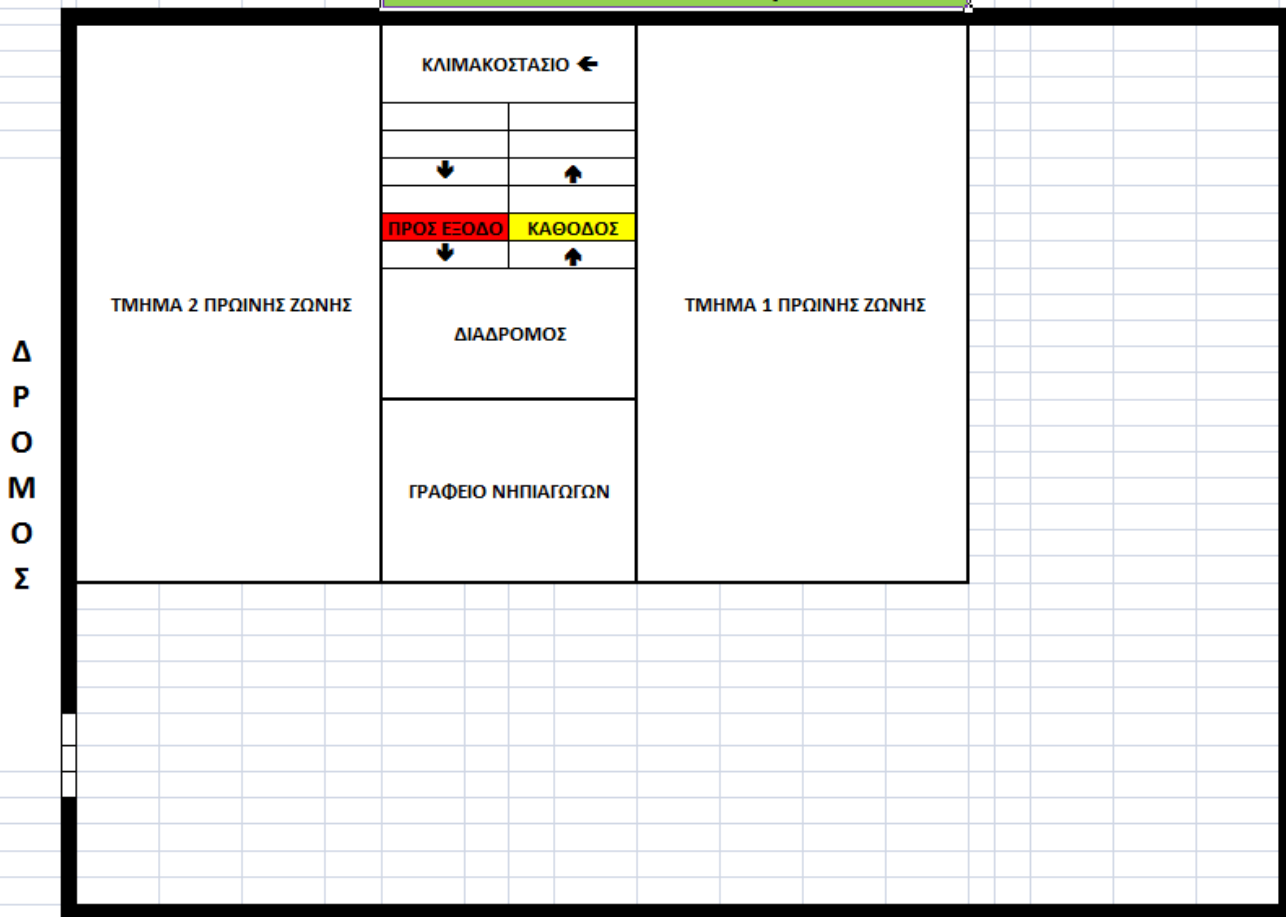 ΚΛΙΜΑΚΟΣΤΑΣΙΟ 🡸
🡻 🡹
ΠΡΟΣ ΕΞΟΔΟ ΚΑΘΟΔΟΣ
🡻 🡹
ΤΜΗΜΑ 2 ΠΡΩΙΝΗΣ ΖΩΝΗΣ
ΤΜΗΜΑ 1 ΠΡΩΙΝΗΣ ΖΩΝΗΣ
ΔΙΑΔΡΟΜΟΣ
ΓΡΑΦΕΙΟ ΝΗΠΙΑΓΩΓΩΝ
Δ
Ρ
Ο
Μ
Ο
Σ